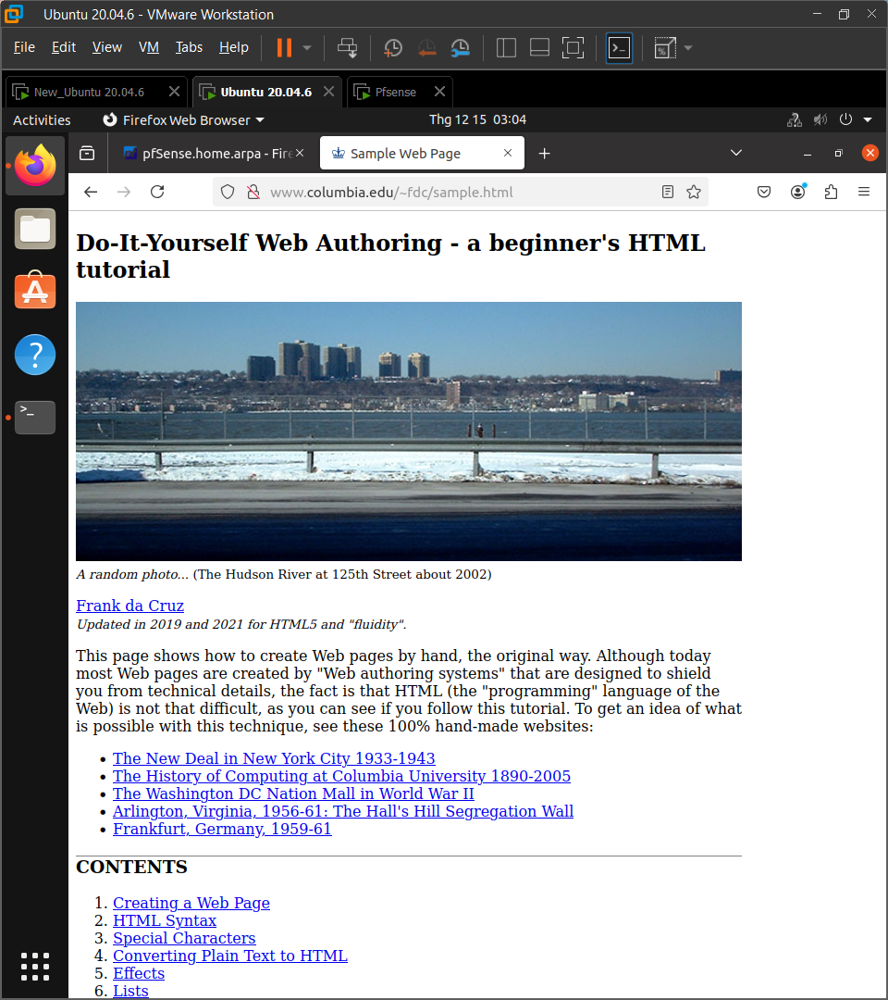 Ubuntu 20.04.6 - VMware Workstation
File Edit View VM Tabs Help
New_Ubuntu 20.04.6 Ubuntu 20.04.6 Pfsense
Activities Firefox Web Browser Thg 12 15 03:04
pfSense.home.arpa - Fire Sample Web Page
www.columbia.edu/~fdc/sample.html
Do-It-Yourself Web Authoring - a beginner's HTML
tutorial
A random photo... (The Hudson River at 125th Street about 2002)
Frank da Cruz
Updated in 2019 and 2021 for HTML5 and "fluidity".
This page shows how to create Web pages by hand, the original way. Although today
most Web pages are created by "Web authoring systems" that are designed to shield
you from technical details, the fact is that HTML (the "programming" language of the
Web) is not that difficult, as you can see if you follow this tutorial. To get an idea of what
is possible with this technique, see these 100% hand-made websites:
• The New Deal in New York City 1933-1943
• The History of Computing at Columbia University 1890-2005
• The Washington DC Nation Mall in World War II
• Arlington, Virginia, 1956-61: The Hall's Hill Segregation Wall
• Frankfurt, Germany, 1959-61
CONTENTS
1. Creating a Web Page
2. HTML Syntax
3. Special Characters
4. Converting Plain Text to HTML
5. Effects
6. Lists